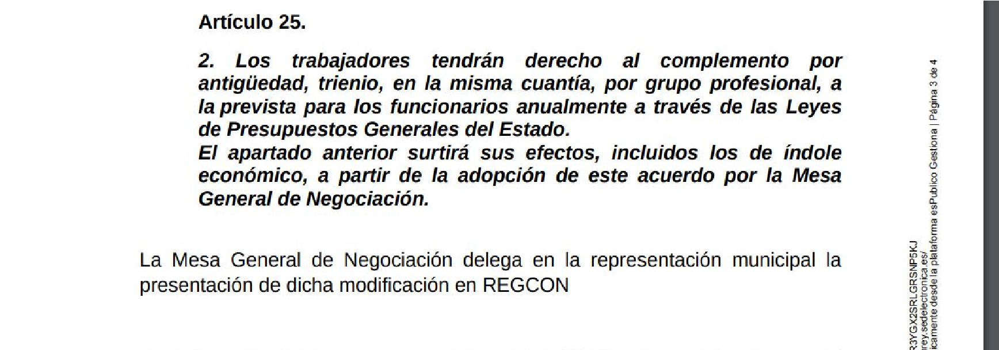 Artículo 25.
2. Los trabajadores tendrán derecho al complemento por
antigüedad, trienio, en la misma cuantía, por grupo profesional, a
la prevista para los funcionarios anualmente a través de las Leyes
de Presupuestos Generales del Estado.
El apartado anterior surtirá sus efectos, incluidos los de índole
económico, a partir de la adopción de este acuerdo por la Mesa
General de Negociación.
La Mesa General de Negociación delega en la representación municipal la
presentación de dicha modificación en REGCON
R3YGX2SRLGRSNP5KJ
rey.sedelectronica.es/
icamente desde la plataforma esPublico Gestiona | Página 3 de 4